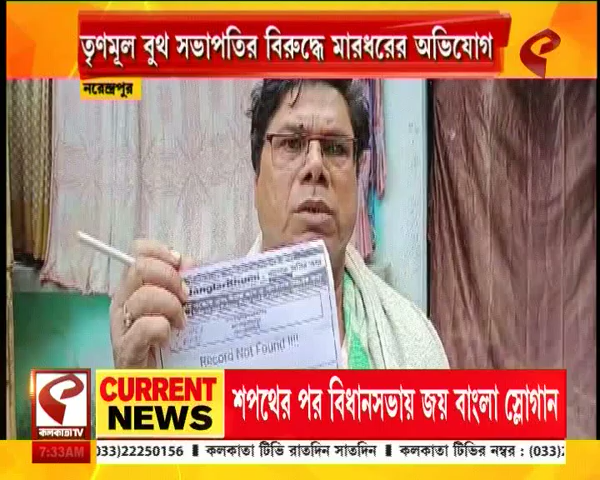 তৃণমূল বুথ সভাপতির বিরুদ্ধে মারধরের অভিযোগ
নরেন্দ্রপুর
Record Not Found !!!
কলকাতা TV
CURRENT
NEWS
শপথের পর বিধানসভায় জয় বাংলা স্লোগান
7:33AM
(033)22250156 | কলকাতা টিভি রাতদিন সাতদিন | কলকাতা টিভির নম্বর : (033)